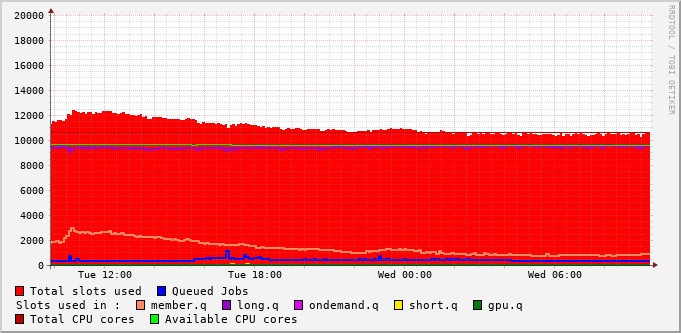 20000
18000
16000
14000
12000
10000
8000
6000
4000
2000
0
Tue 12:00 Tue 18:00 Wed 00:00 Wed 06:00
RRDTOOL / TOBI OETIKER
Total slots used Queued Jobs
Slots used in : member.q long.q ondemand.q short.q gpu.q
Total CPU cores Available CPU cores